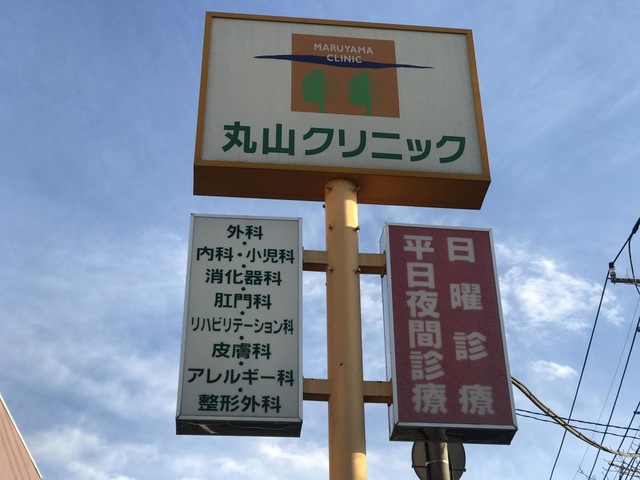 MARUYAMA
CLINIC
丸山クリニック
外科
内科・小児科
消化器科
肛門科
リハビリテーション科
皮膚科
アレルギー科
整形外科
日曜診療
平日夜間診療